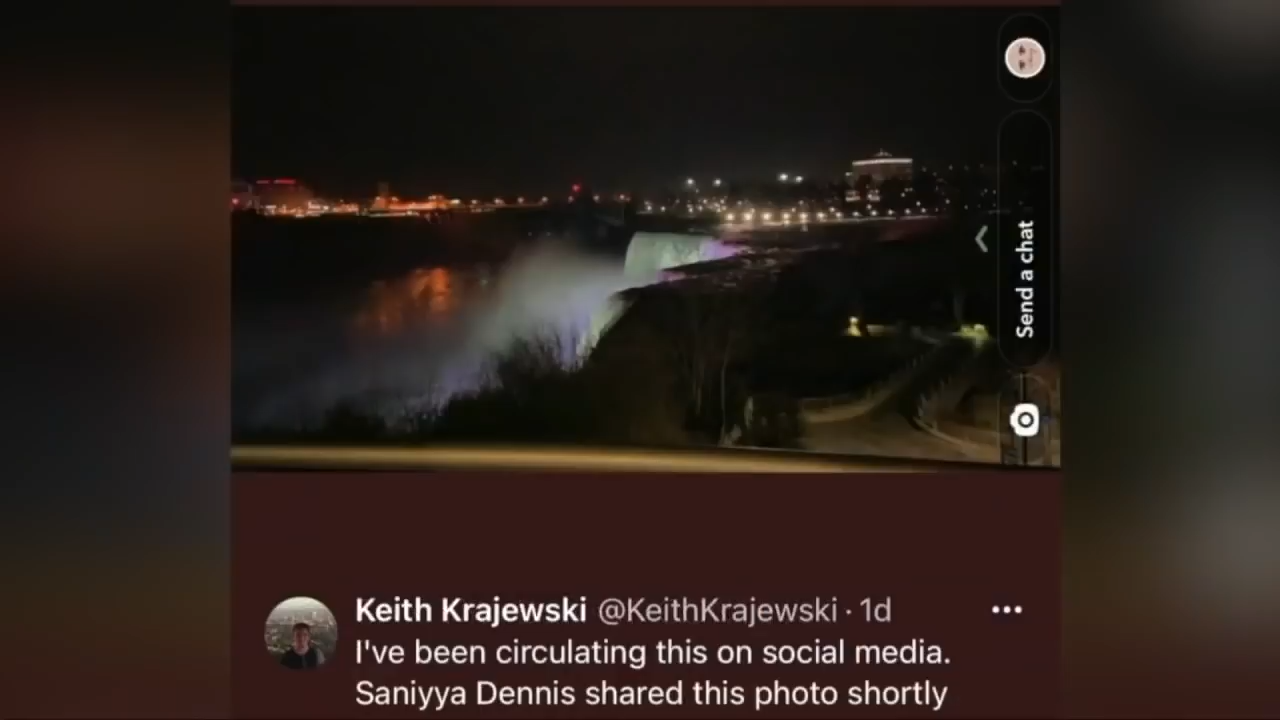 Send a chat
Keith Krajewski @KeithKrajewski · 1d
I've been circulating this on social media.
Saniyya Dennis shared this photo shortly